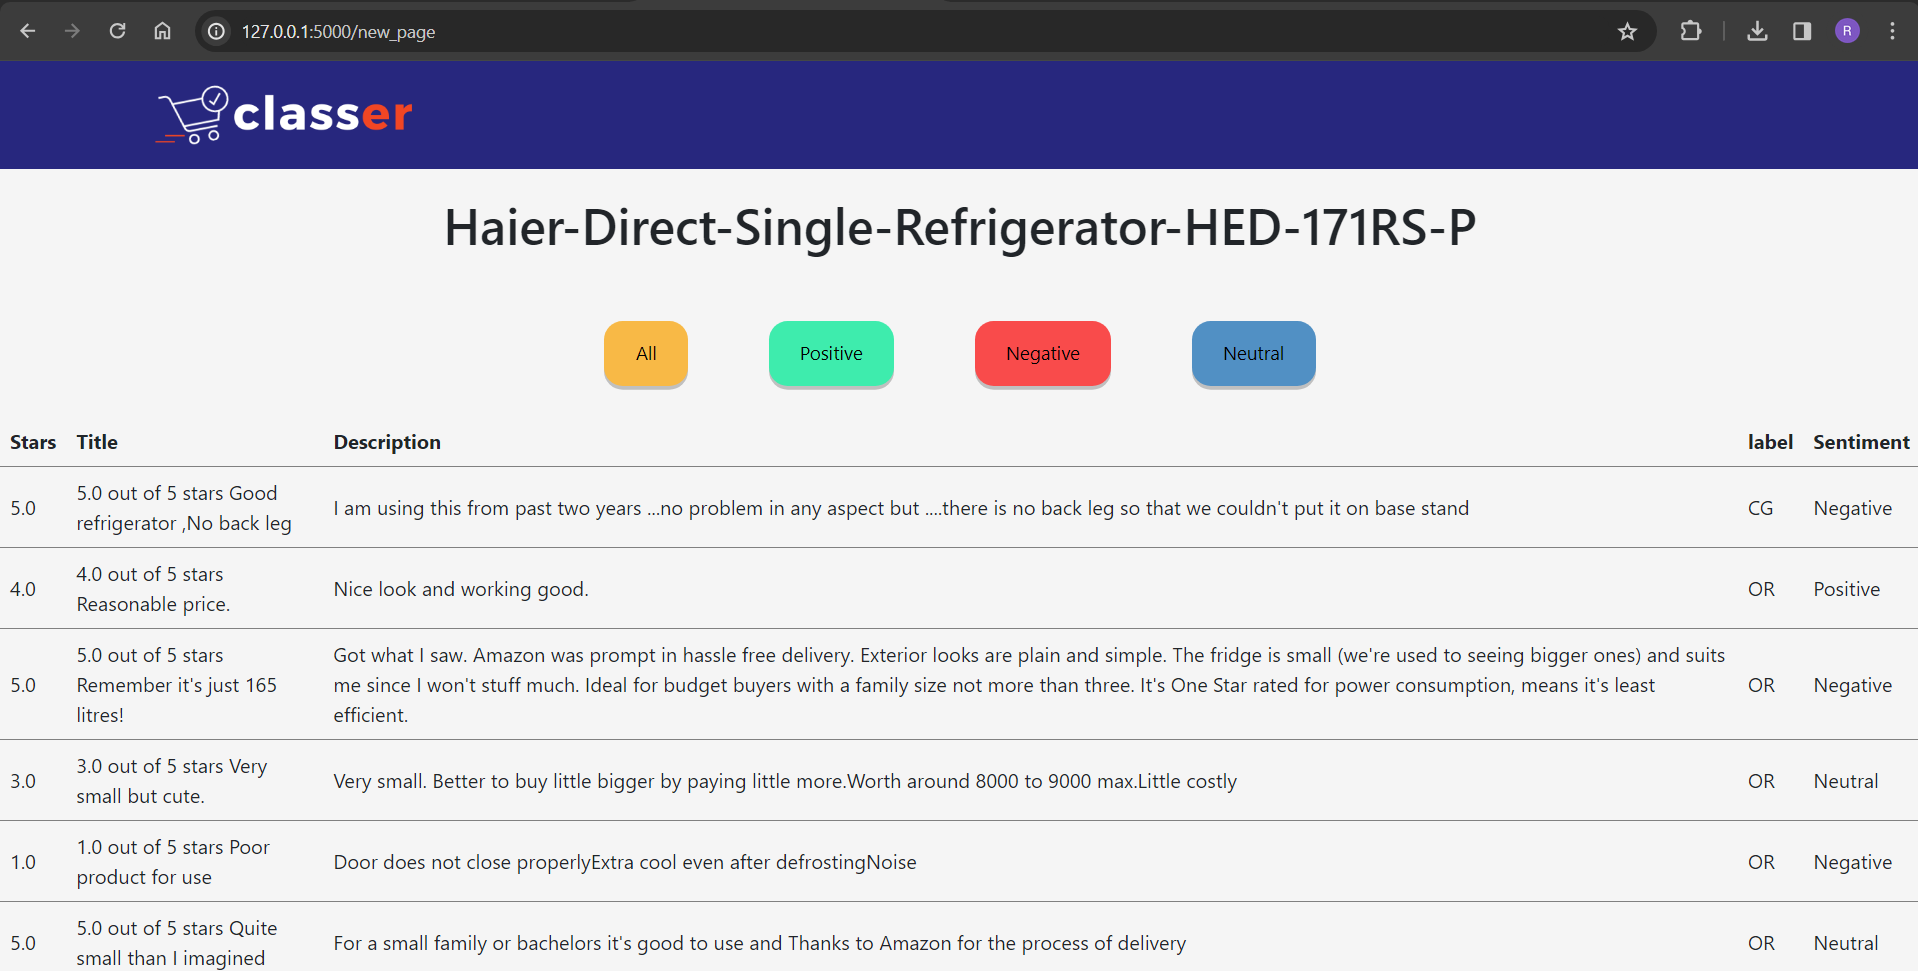 127.0.0.1:5000/new_page
R
classer
Haier-Direct-Single-Refrigerator-HED-171RS-P
All Positive Negative Neutral
Stars Title Description label Sentiment
5.0 out of 5 stars Good
5.0 refrigerator ,No back leg I am using this from past two years ...no problem in any aspect but ....there is no back leg so that we couldn't put it on base stand CG Negative
4.0 out of 5 stars
4.0 Reasonable price. Nice look and working good. OR Positive
5.0 out of 5 stars Got what I saw. Amazon was prompt in hassle free delivery. Exterior looks are plain and simple. The fridge is small (we're used to seeing bigger ones) and suits
5.0 Remember it's just 165 me since I won't stuff much. Ideal for budget buyers with a family size not more than three. It's One Star rated for power consumption, means it's least OR Negative
litres! efficient.
3.0 out of 5 stars Very
3.0 small but cute. Very small. Better to buy little bigger by paying little more.Worth around 8000 to 9000 max.Little costly OR Neutral
1.0 out of 5 stars Poor
1.0 product for use Door does not close properlyExtra cool even after defrostingNoise OR Negative
5.0 out of 5 stars Quite
5.0 small than I imagined For a small family or bachelors it's good to use and Thanks to Amazon for the process of delivery OR Neutral